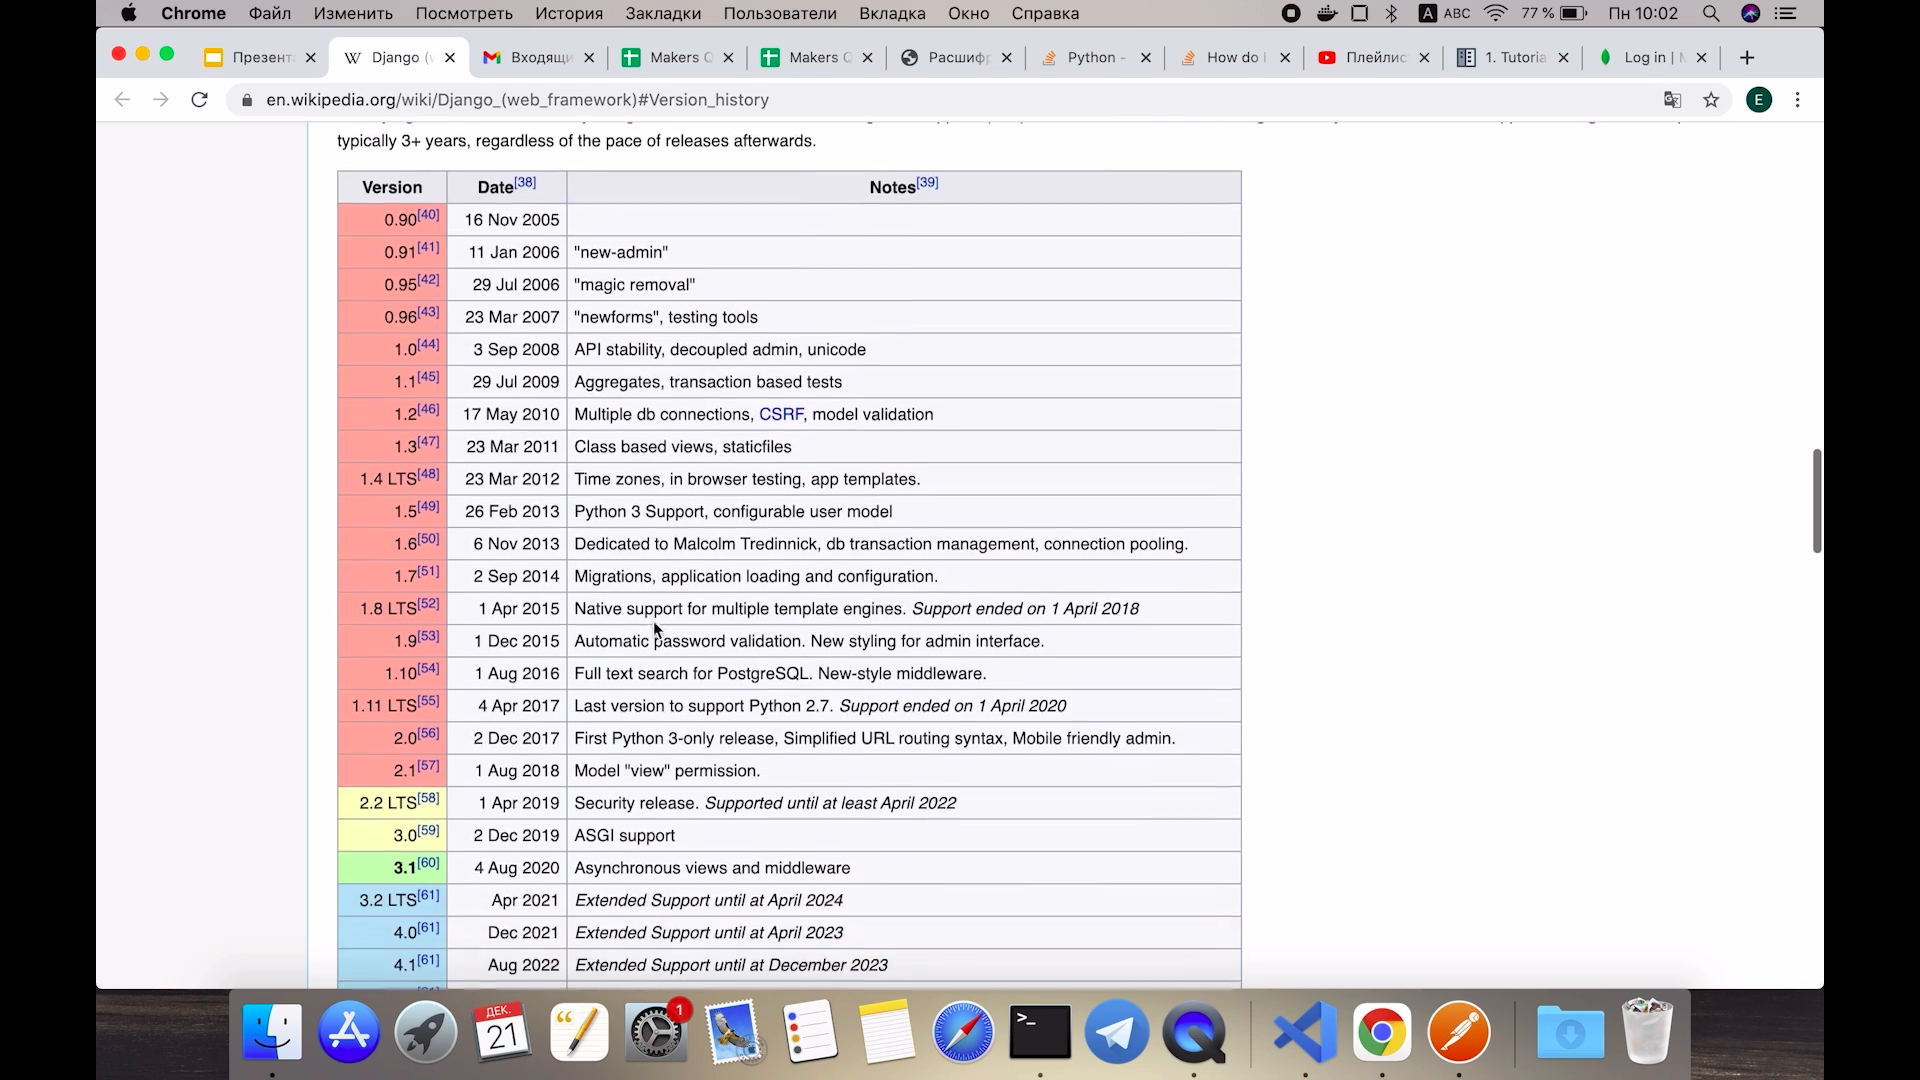 Chrome Файл Изменить Посмотреть История Закладки Пользователи Вкладка Окно Справка A ABC 77 % Пн 10:02
Презент Django ( Входящи Makers Q Makers Q Расшиф Python - How do Плейлис 1. Tutoria Log in | M
en.wikipedia.org/wiki/Django_(web_framework)#Version_history E
typically 3+ years, regardless of the pace of releases afterwards.
Version Date[38] Notes[39]
0.90[40] 16 Nov 2005
0.91[41] 11 Jan 2006 "new-admin"
0.95[42] 29 Jul 2006 "magic removal"
0.96[43] 23 Mar 2007 "newforms", testing tools
1.0[44] 3 Sep 2008 API stability, decoupled admin, unicode
1.1[45] 29 Jul 2009 Aggregates, transaction based tests
1.2[46] 17 May 2010 Multiple db connections, CSRF, model validation
1.3[47] 23 Mar 2011 Class based views, staticfiles
1.4 LTS[48] 23 Mar 2012 Time zones, in browser testing, app templates.
1.5[49] 26 Feb 2013 Python 3 Support, configurable user model
1.6[50] 6 Nov 2013 Dedicated to Malcolm Tredinnick, db transaction management, connection pooling.
1.7[51] 2 Sep 2014 Migrations, application loading and configuration.
1.8 LTS[52] 1 Apr 2015 Native support for multiple template engines. Support ended on 1 April 2018
1.9[53] 1 Dec 2015 Automatic password validation. New styling for admin interface.
1.10[54] 1 Aug 2016 Full text search for PostgreSQL. New-style middleware.
1.11 LTS[55] 4 Apr 2017 Last version to support Python 2.7. Support ended on 1 April 2020
2.0[56] 2 Dec 2017 First Python 3-only release, Simplified URL routing syntax, Mobile friendly admin.
2.1[57] 1 Aug 2018 Model "view" permission.
2.2 LTS[58] 1 Apr 2019 Security release. Supported until at least April 2022
3.0[59] 2 Dec 2019 ASGI support
3.1[60] 4 Aug 2020 Asynchronous views and middleware
3.2 LTS[61] Apr 2021 Extended Support until at April 2024
4.0[61] Dec 2021 Extended Support until at April 2023
4.1[61] Aug 2022 Extended Support until at December 2023
ДЕК.
21
1